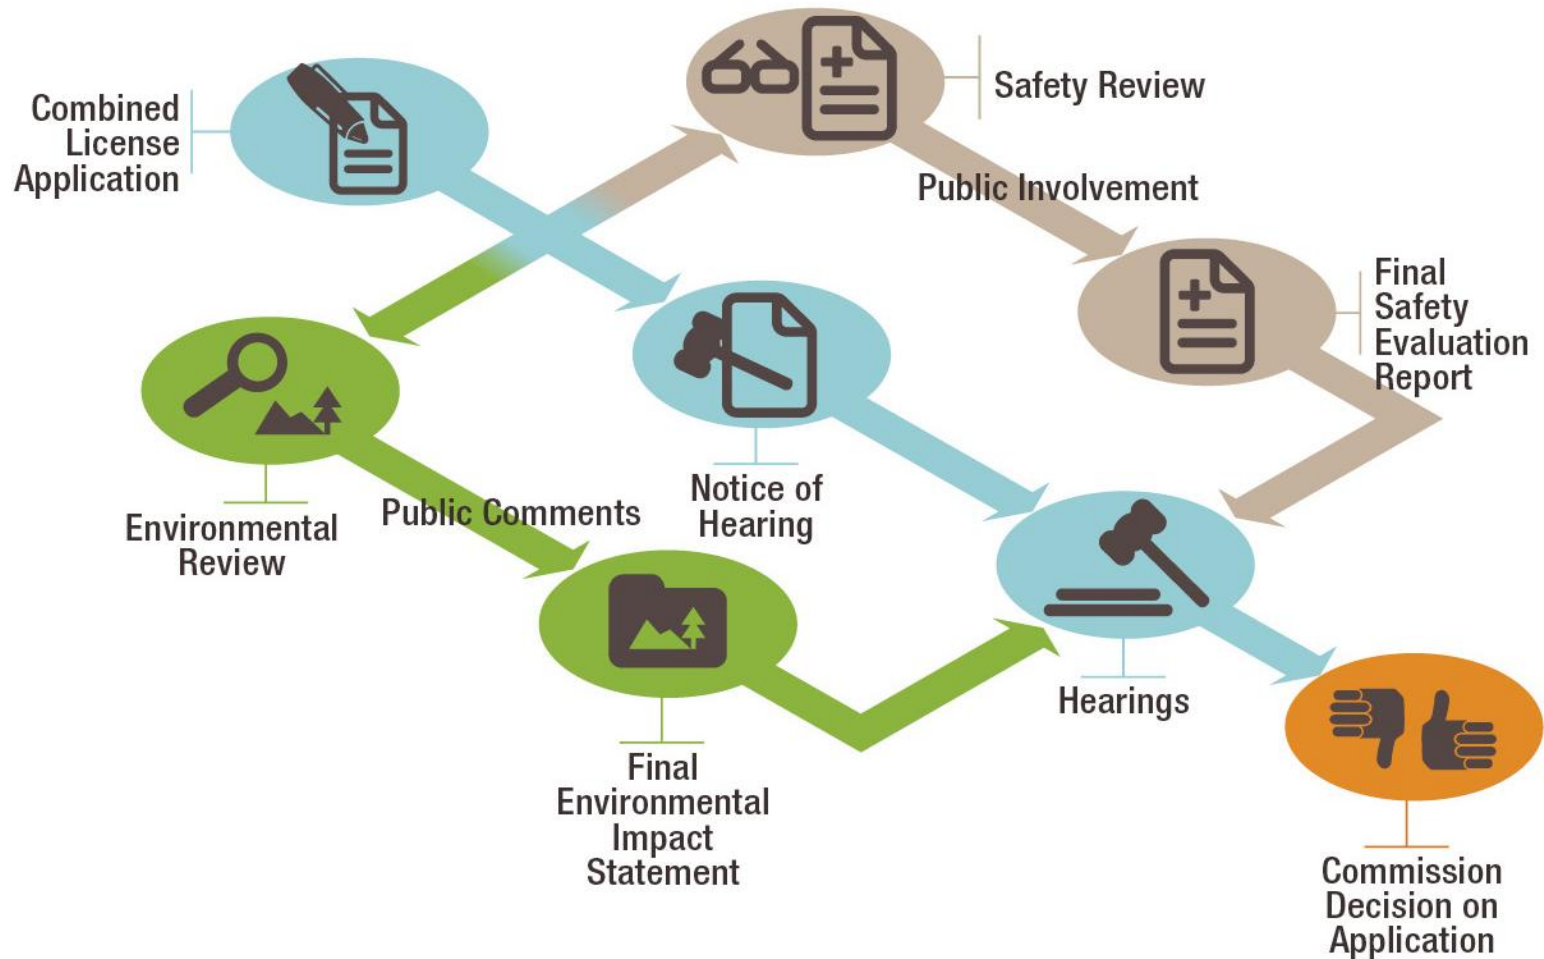 Combined
License
Application
Safety Review
Public Involvement
Final
Safety
Evaluation
Report
Notice of
Hearing
Public Comments
Environmental
Review
Hearings
Final
Environmental
Impact
Statement
Commission
Decision on
Application